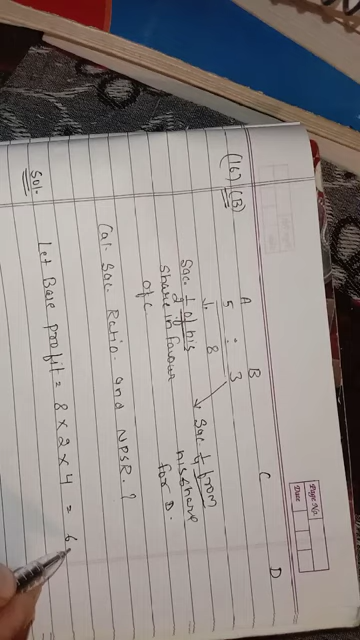 Page No.
Date
(16) (B)
A B C D
5 : 3
8
Sac. 1/2 of his share in favour of C
Sac. 1/4 from his share for D.
Cal. Sac. Ratio and NPSR.?
Sol.
Let Base profit = 8 x 2 x 4 = 6